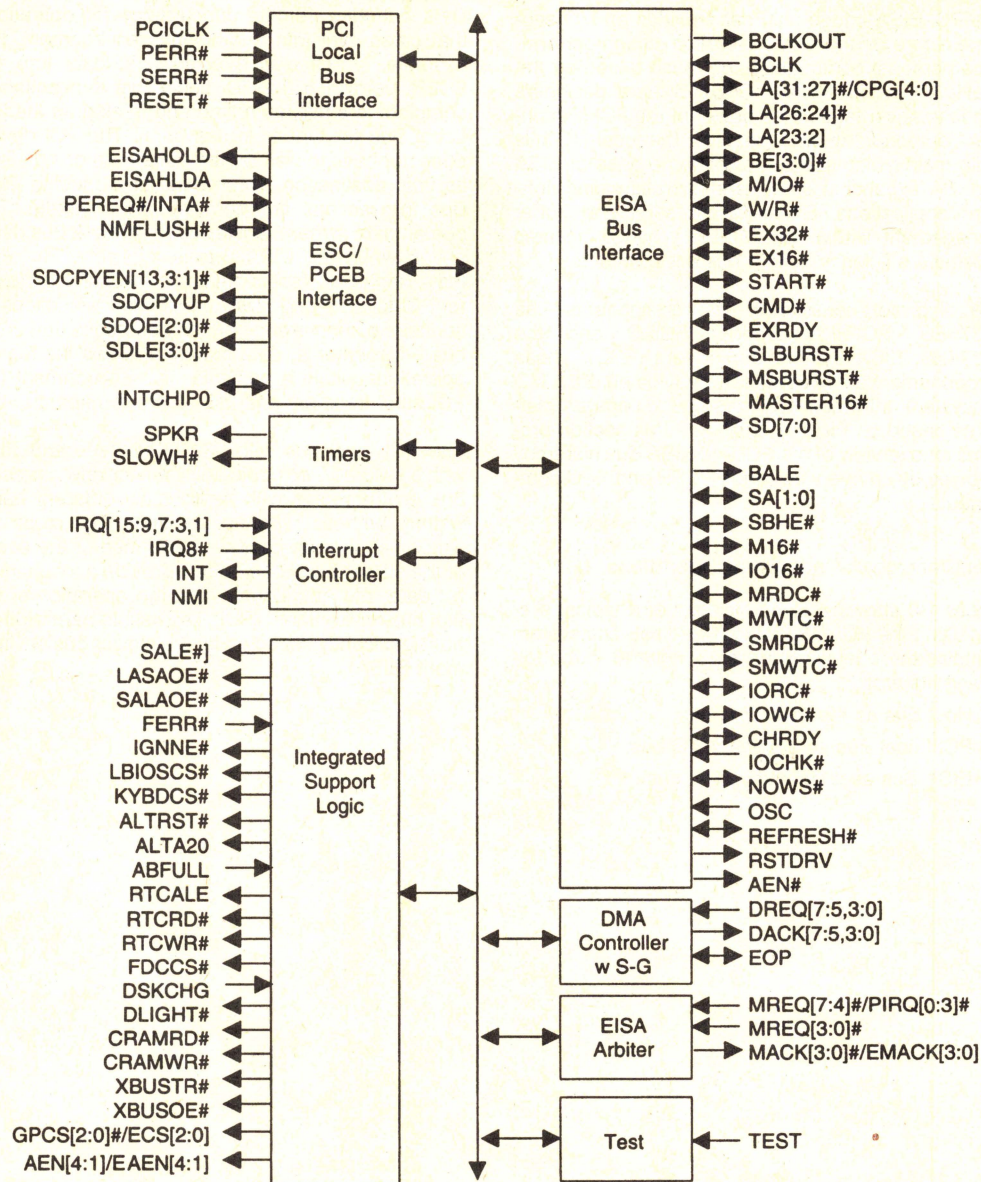 PCICLK
PERR#
SERR#
RESET#
PCI
Local
Bus
Interface
EISAHOLD
EISAHLDA
PEREQ#/INTA#
NMFLUSH#
SDCPYEN[13,3:1]#
SDCPYUP
SDOE[2:0]#
SDLE[3:0]#
INTCHIP0
ESC/
PCEB
Interface
SPKR
SLOWH#
Timers
IRQ[15:9,7:3,1]
IRQ8#
INT
NMI
Interrupt
Controller
SALE#]
LASAOE#
SALAOE#
FERR#
IGNNE#
LBIOSCS#
KYBDCS#
ALTRST#
ALTA20
ABFULL
RTCALE
RTCRD#
RTCWR#
FDCCS#
DSKCHG
DLIGHT#
CRAMRD#
CRAMWR#
XBUSTR#
XBUSOE#
GPCS[2:0]#/ECS[2:0]
AEN[4:1]/EAEN[4:1]
Integrated
Support
Logic
EISA
Bus
Interface
BCLKOUT
BCLK
LA[31:27]#/CPG[4:0]
LA[26:24]#
LA[23:2]
BE[3:0]#
M/IO#
W/R#
EX32#
EX16#
START#
CMD#
EXRDY
SLBURST#
MSBURST#
MASTER16#
SD[7:0]
BALE
SA[1:0]
SBHE#
M16#
IO16#
MRDC#
MWTC#
SMRDC#
SMWTC#
IORC#
IOWC#
CHRDY
IOCHK#
NOWS#
OSC
REFRESH#
RSTDRV
AEN#
DMA
Controller
w S-G
DREQ[7:5,3:0]
DACK[7:5,3:0]
EOP
EISA
Arbiter
MREQ[7:4]#/PIRQ[0:3]#
MREQ[3:0]#
MACK[3:0]#/EMACK[3:0]
Test
TEST